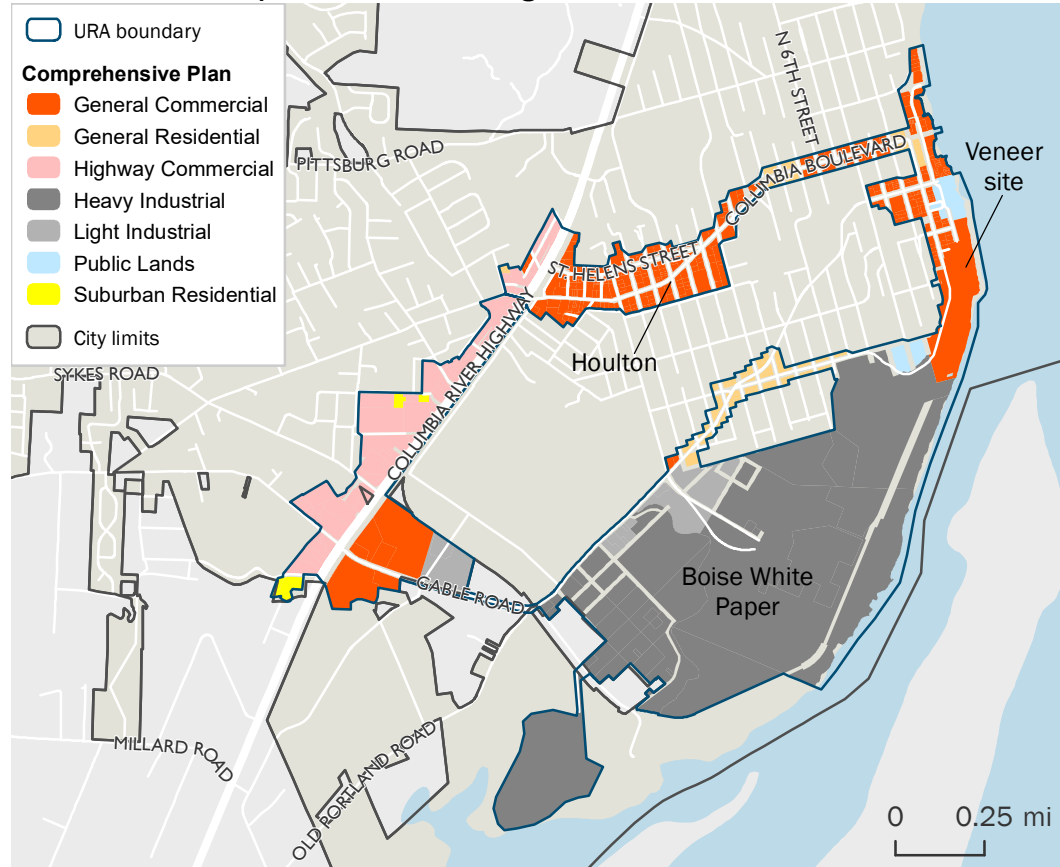 URA boundary
Comprehensive Plan
General Commercial
General Residential
Highway Commercial
Heavy Industrial
Light Industrial
Public Lands
Suburban Residential
City limits
N 6TH STREET
PITTSBURG ROAD
COLUMBIA BOULEVARD
Veneer
site
ST. HELENS STREET
Houlton
SYKES ROAD
COLUMBIA RIVER HIGHWAY
GABLE ROAD
Boise White
Paper
MILLARD ROAD
OLD PORTLAND ROAD
0 0.25 mi